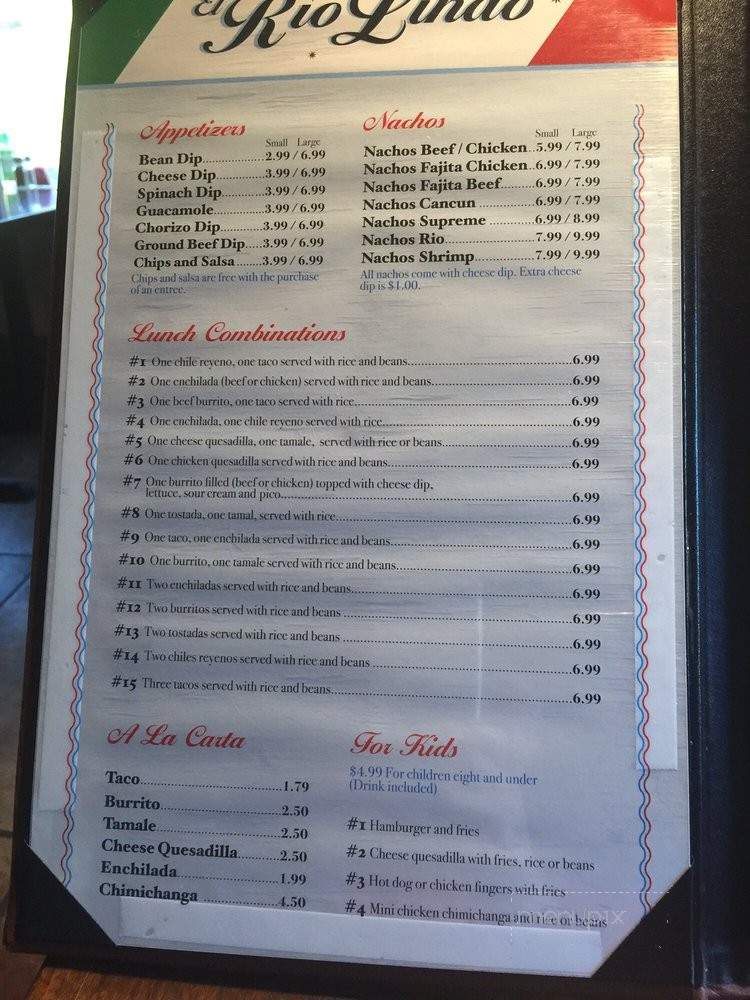 El Rio Lindo
Appetizers
Small Large
Bean Dip....................2.99 / 6.99
Cheese Dip...............3.99 / 6.99
Spinach Dip.............3.99 / 6.99
Guacamole...............3.99 / 6.99
Chorizo Dip.............3.99 / 6.99
Ground Beef Dip.....3.99 / 6.99
Chips and Salsa ........3.99 / 6.99
Chips and salsa are free with the purchase
of an entree.
Nachos
Small Large
Nachos Beef / Chicken..5.99 / 7.99
Nachos Fajita Chicken..6.99 / 7.99
Nachos Fajita Beef.........6.99 / 7.99
Nachos Cancun ..............6.99 / 7.99
Nachos Supreme ............6.99 / 8.99
Nachos Rio.......................7.99 / 9.99
Nachos Shrimp...............7.99 / 9.99
All nachos come with cheese dip. Extra cheese
dip is $1.00.
Lunch Combinations
#1 One chile reyeno, one taco served with rice and beans..........6.99
#2 One enchilada (beef or chicken) served with rice and beans..........6.99
#3 One beef burrito, one taco served with rice..........6.99
#4 One enchilada, one chile reyeno served with rice..........6.99
#5 One cheese quesadilla, one tamale, served with rice or beans..........6.99
#6 One chicken quesadilla served with rice and beans..........6.99
#7 One burrito filled (beef or chicken) topped with cheese dip,
lettuce, sour cream and pico..........6.99
#8 One tostada, one tamal, served with rice..........6.99
#9 One taco, one enchilada served with rice and beans..........6.99
#10 One burrito, one tamale served with rice and beans..........6.99
#11 Two enchiladas served with rice and beans..........6.99
#12 Two burritos served with rice and beans ..........6.99
#13 Two tostadas served with rice and beans ..........6.99
#14 Two chiles reyenos served with rice and beans ..........6.99
#15 Three tacos served with rice and beans..........6.99
A La Carta
Taco..........1.79
Burrito..........2.50
Tamale..........2.50
Cheese Quesadilla..........2.50
Enchilada..........1.99
Chimichanga ..........4.50
For Kids
$4.99 For children eight and under
(Drink included)
#1 Hamburger and fries
#2 Cheese quesadilla with fries, rice or beans
#3 Hot dog or chicken fingers with fries
#4 Mini chicken chimichanga and rice or beans
menupix